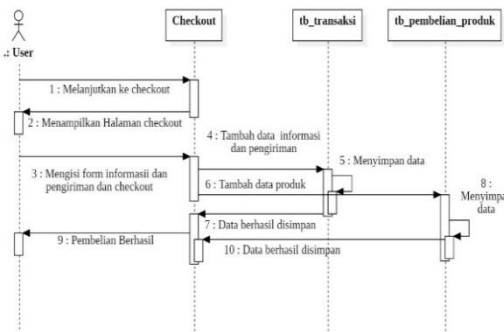 Checkout
tb_transaksi
tb_pembelian_produk
.: User
1 : Melanjutkan ke checkout
2 : Menampilkan Halaman checkout
4 : Tambah data informasi
dan pengiriman
3 : Mengisi form informasii dan
pengiriman dan checkout
5 : Menyimpan data
6 : Tambah data produk
8 :
Menyimpa
data
7 : Data berhasil disimpan
9 : Pembelian Berhasil
10 : Data berhasil disimpan